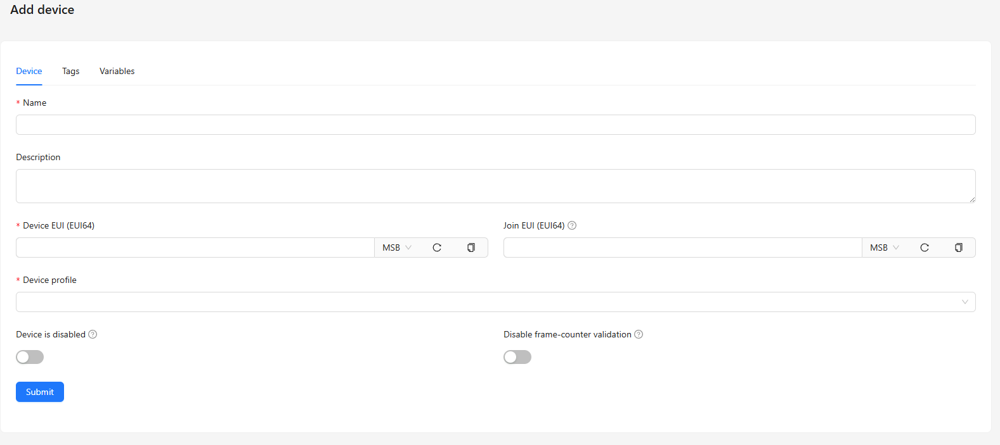 Add device
Device Tags Variables
* Name
Description
* Device EUI (EUI64) Join EUI (EUI64)
MSB MSB
* Device profile
Device is disabled Disable frame-counter validation
Submit